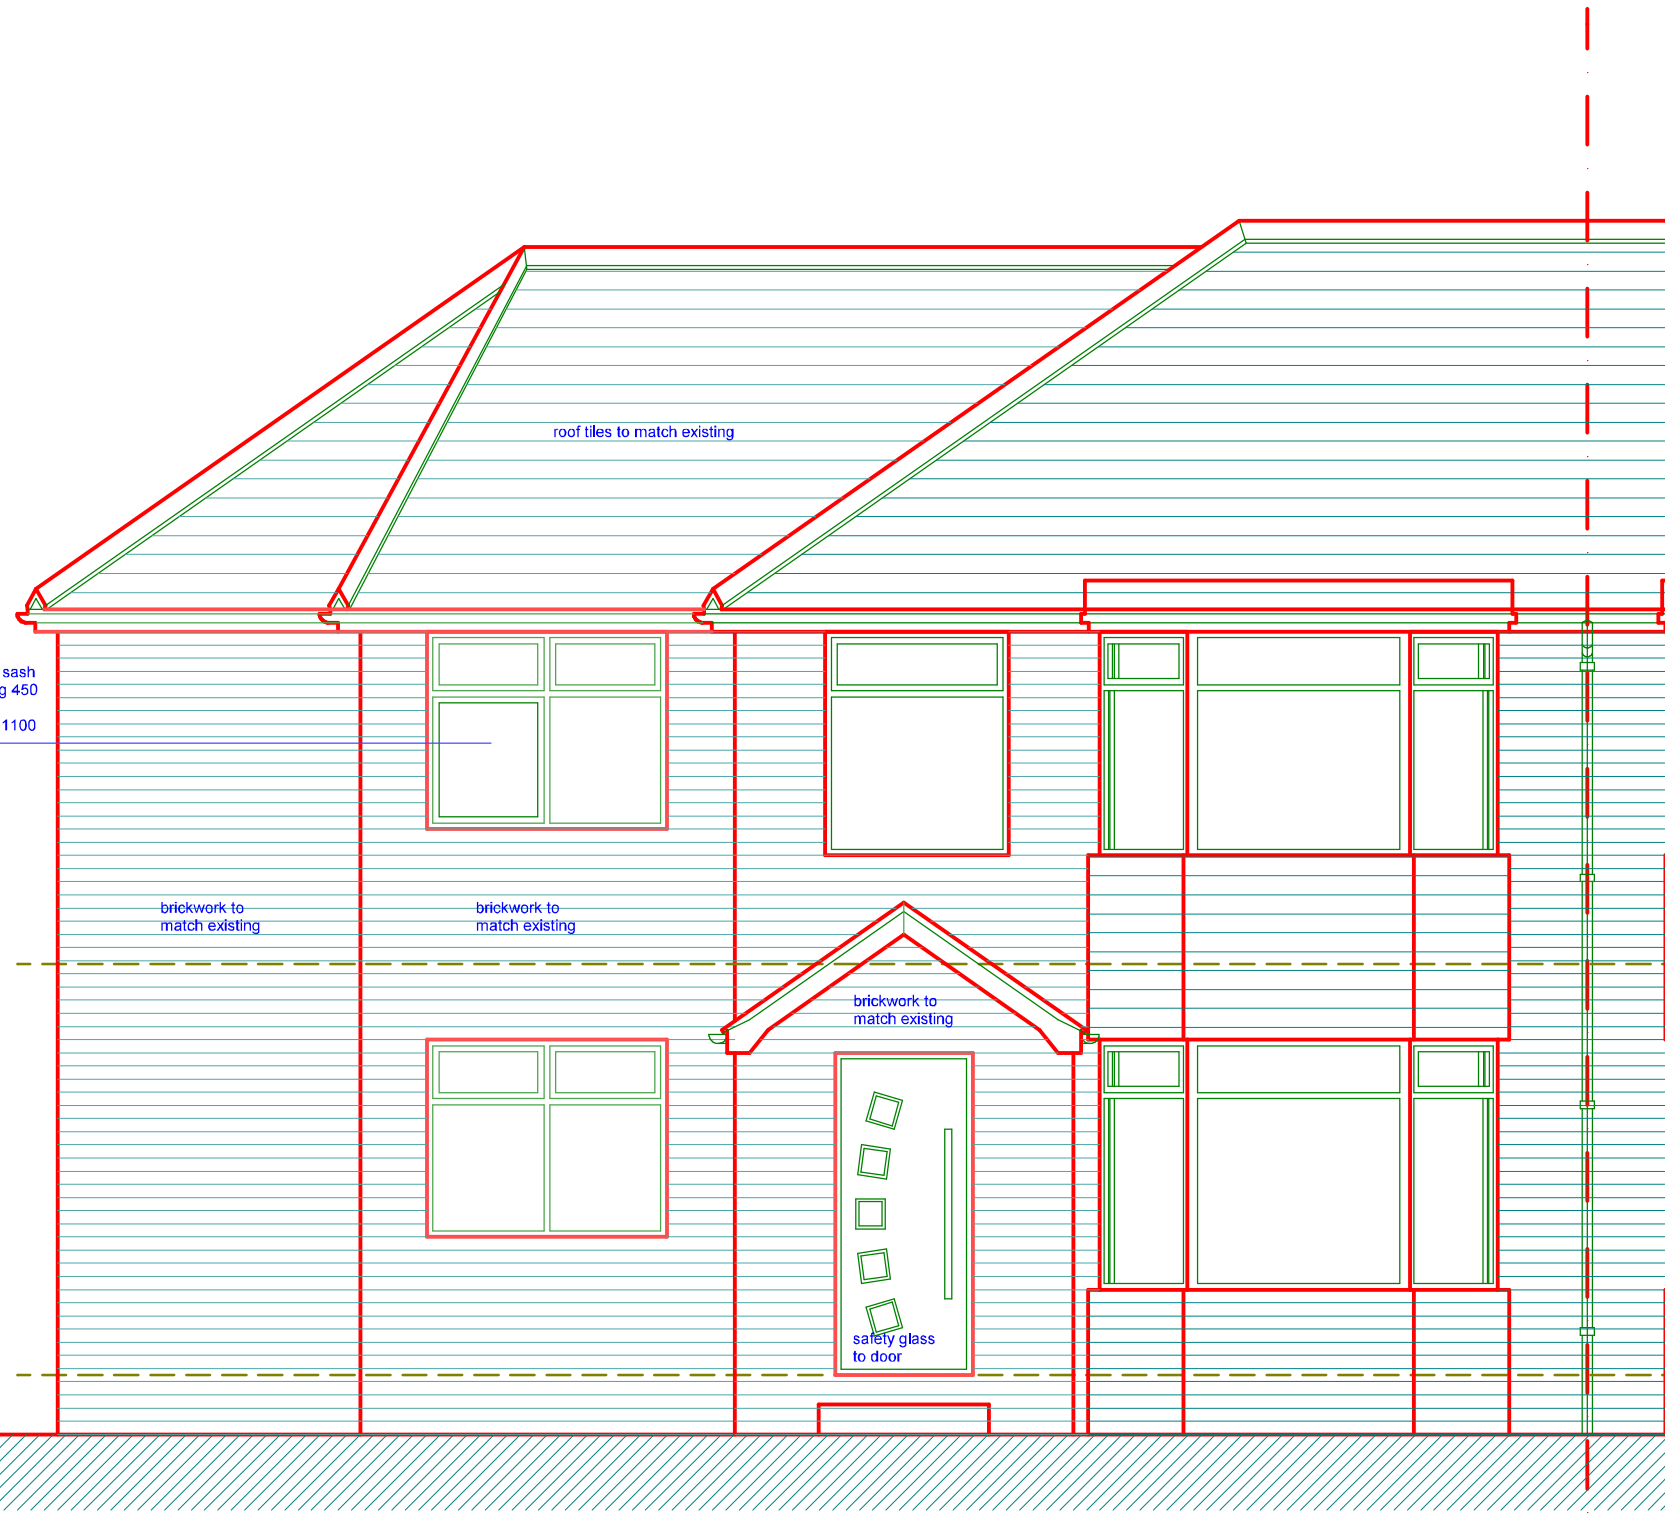 roof tiles to match existing
sash
450
1100
brickwork to
match existing
brickwork to
match existing
brickwork to
match existing
safety glass
to door